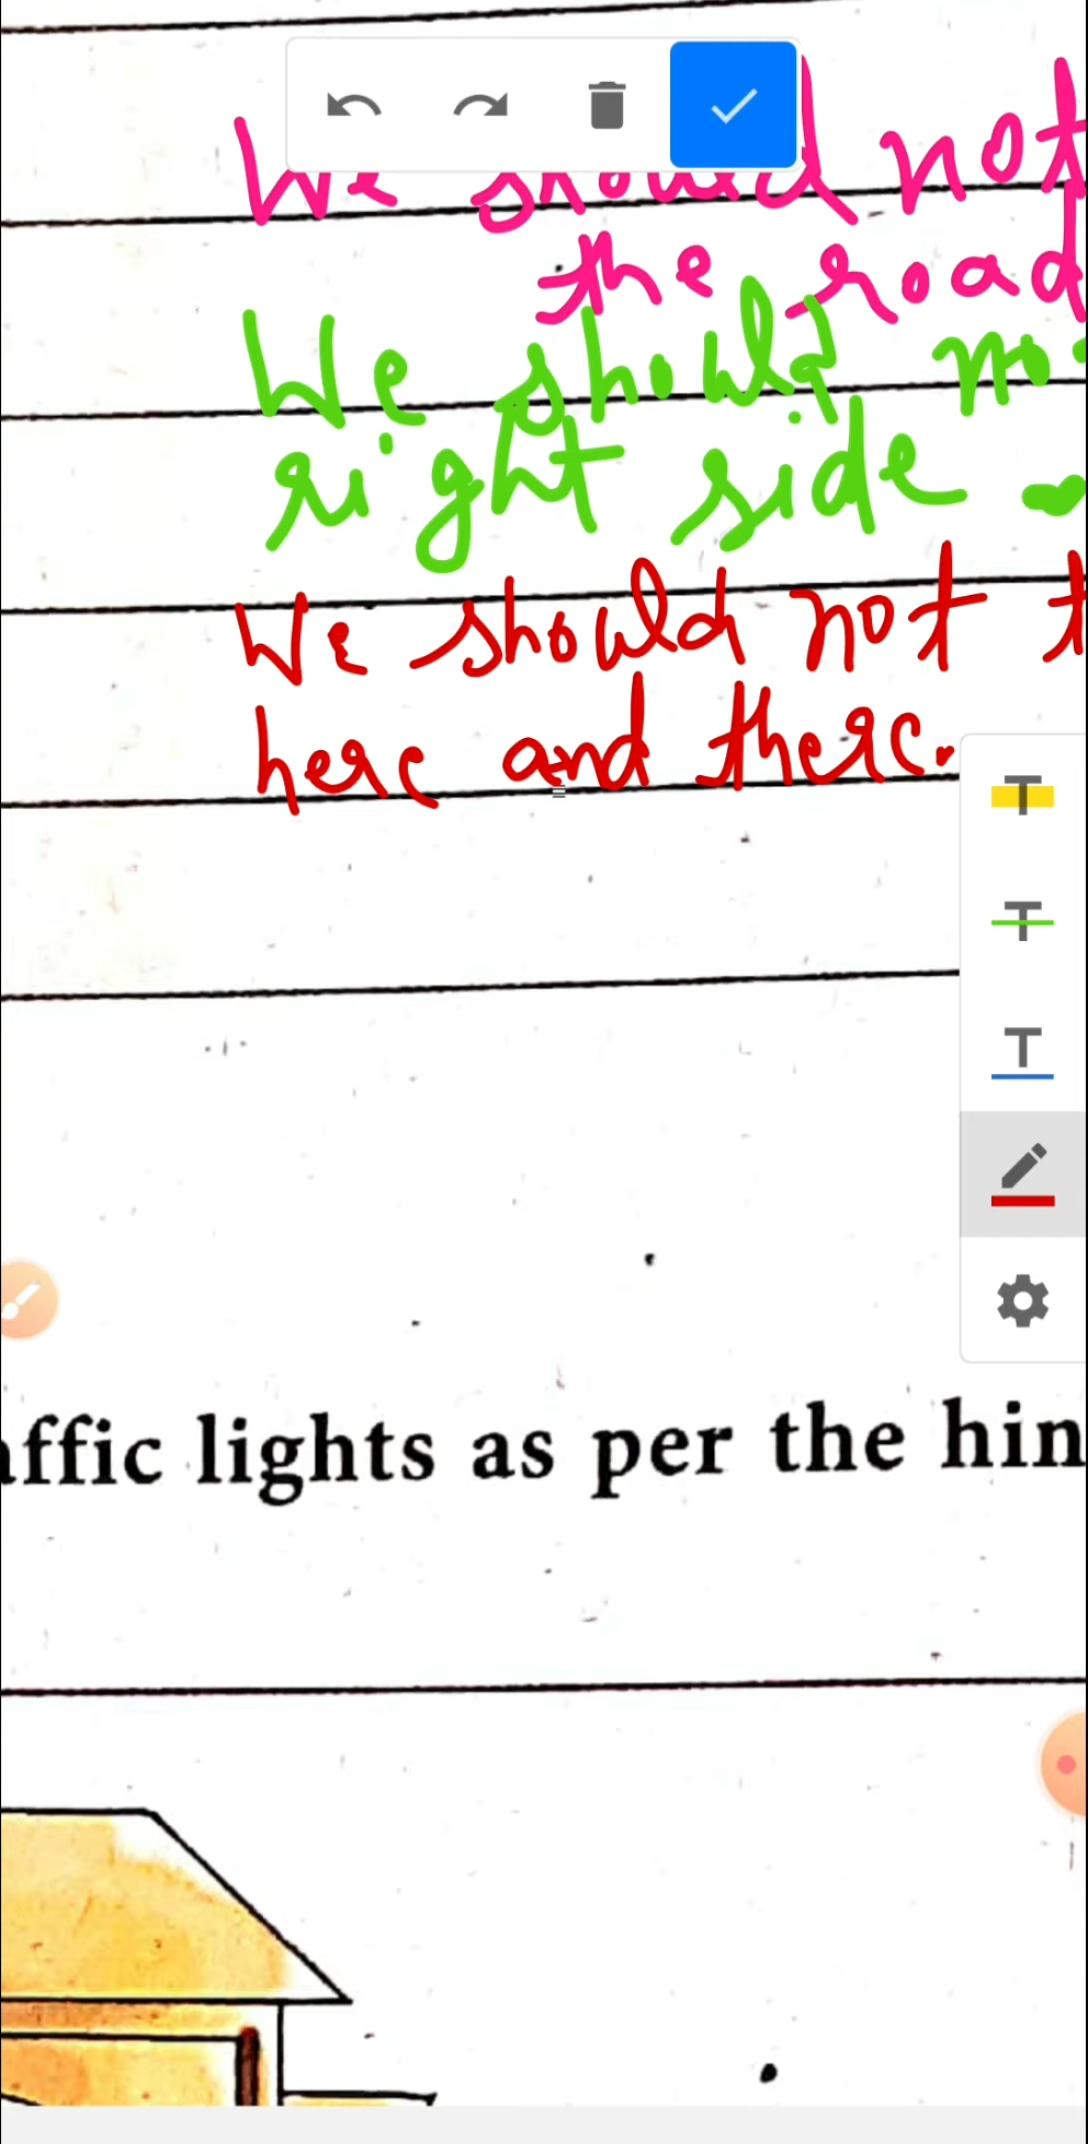 We should not
the road
We should no
right side
We should not t
here and there.
affic lights as per the hin